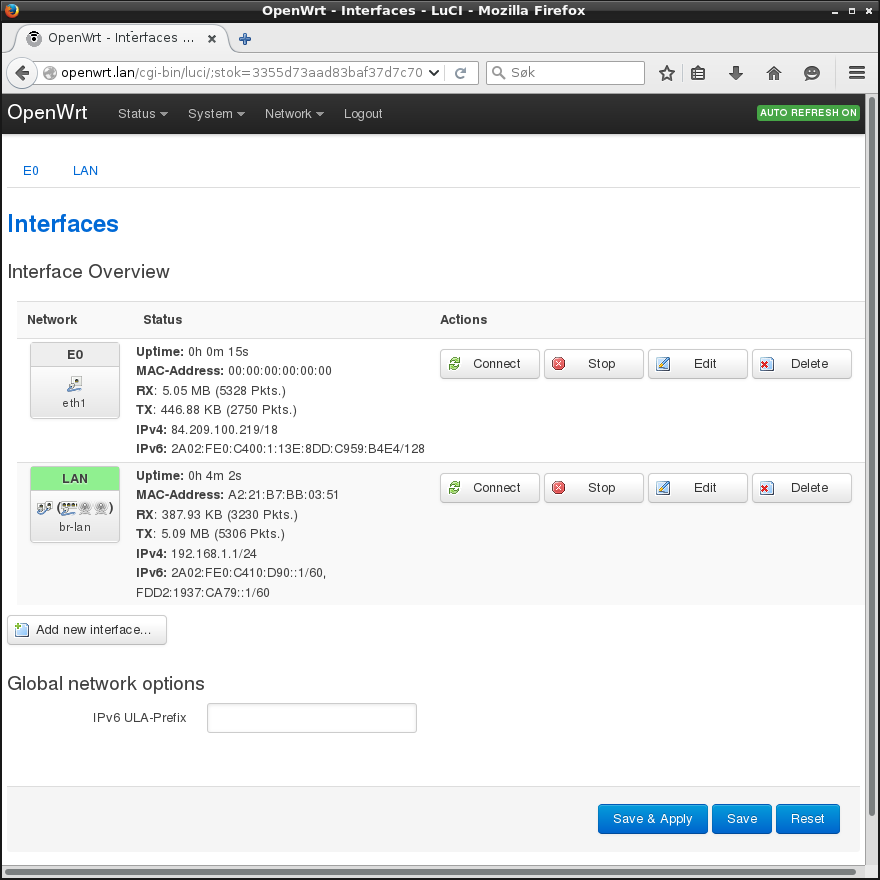 OpenWrt - Interfaces - LuCI - Mozilla Firefox
OpenWrt - Interfaces ...
openwrt.lan/cgi-bin/luci/;stok=3355d73aad83baf37d7c70
Søk
OpenWrt Status System Network Logout AUTO REFRESH ON
E0 LAN
Interfaces
Interface Overview
Network Status Actions
E0
eth1
Uptime: 0h 0m 15s
MAC-Address: 00:00:00:00:00:00
RX: 5.05 MB (5328 Pkts.)
TX: 446.88 KB (2750 Pkts.)
IPv4: 84.209.100.219/18
IPv6: 2A02:FE0:C400:1:13E:8DD:C959:B4E4/128
Connect Stop Edit Delete
LAN
( )
br-lan
Uptime: 0h 4m 2s
MAC-Address: A2:21:B7:BB:03:51
RX: 387.93 KB (3230 Pkts.)
TX: 5.09 MB (5306 Pkts.)
IPv4: 192.168.1.1/24
IPv6: 2A02:FE0:C410:D90::1/60,
FDD2:1937:CA79::1/60
Connect Stop Edit Delete
Add new interface...
Global network options
IPv6 ULA-Prefix
Save & Apply Save Reset